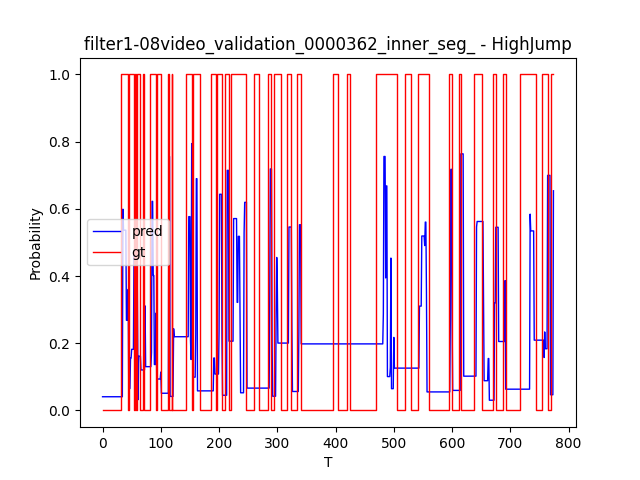 filter1-08video_validation_0000362_inner_seg_ - HighJump
1.0
0.8
0.6
0.4
0.2
0.0
Probability
pred
gt
0 100 200 300 400 500 600 700 800
T